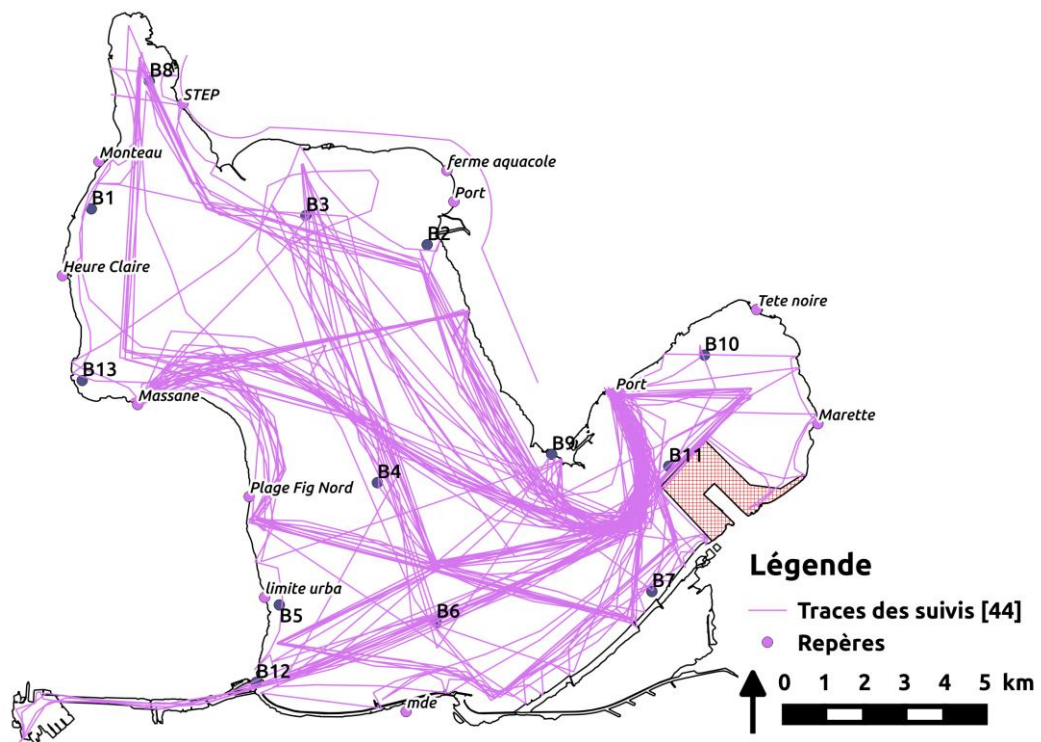 B8
STEP
Monteau
ferme aquacole
Port
B1
B3
B2
Heure Claire
Tete noire
B10
B13
Massane
Port
Marette
B9
B11
B4
Plage Fig Nord
Légende
B7
limite urba
B5
B6
Traces des suivis [44]
Repères
B12
mde
0 1 2 3 4 5 km